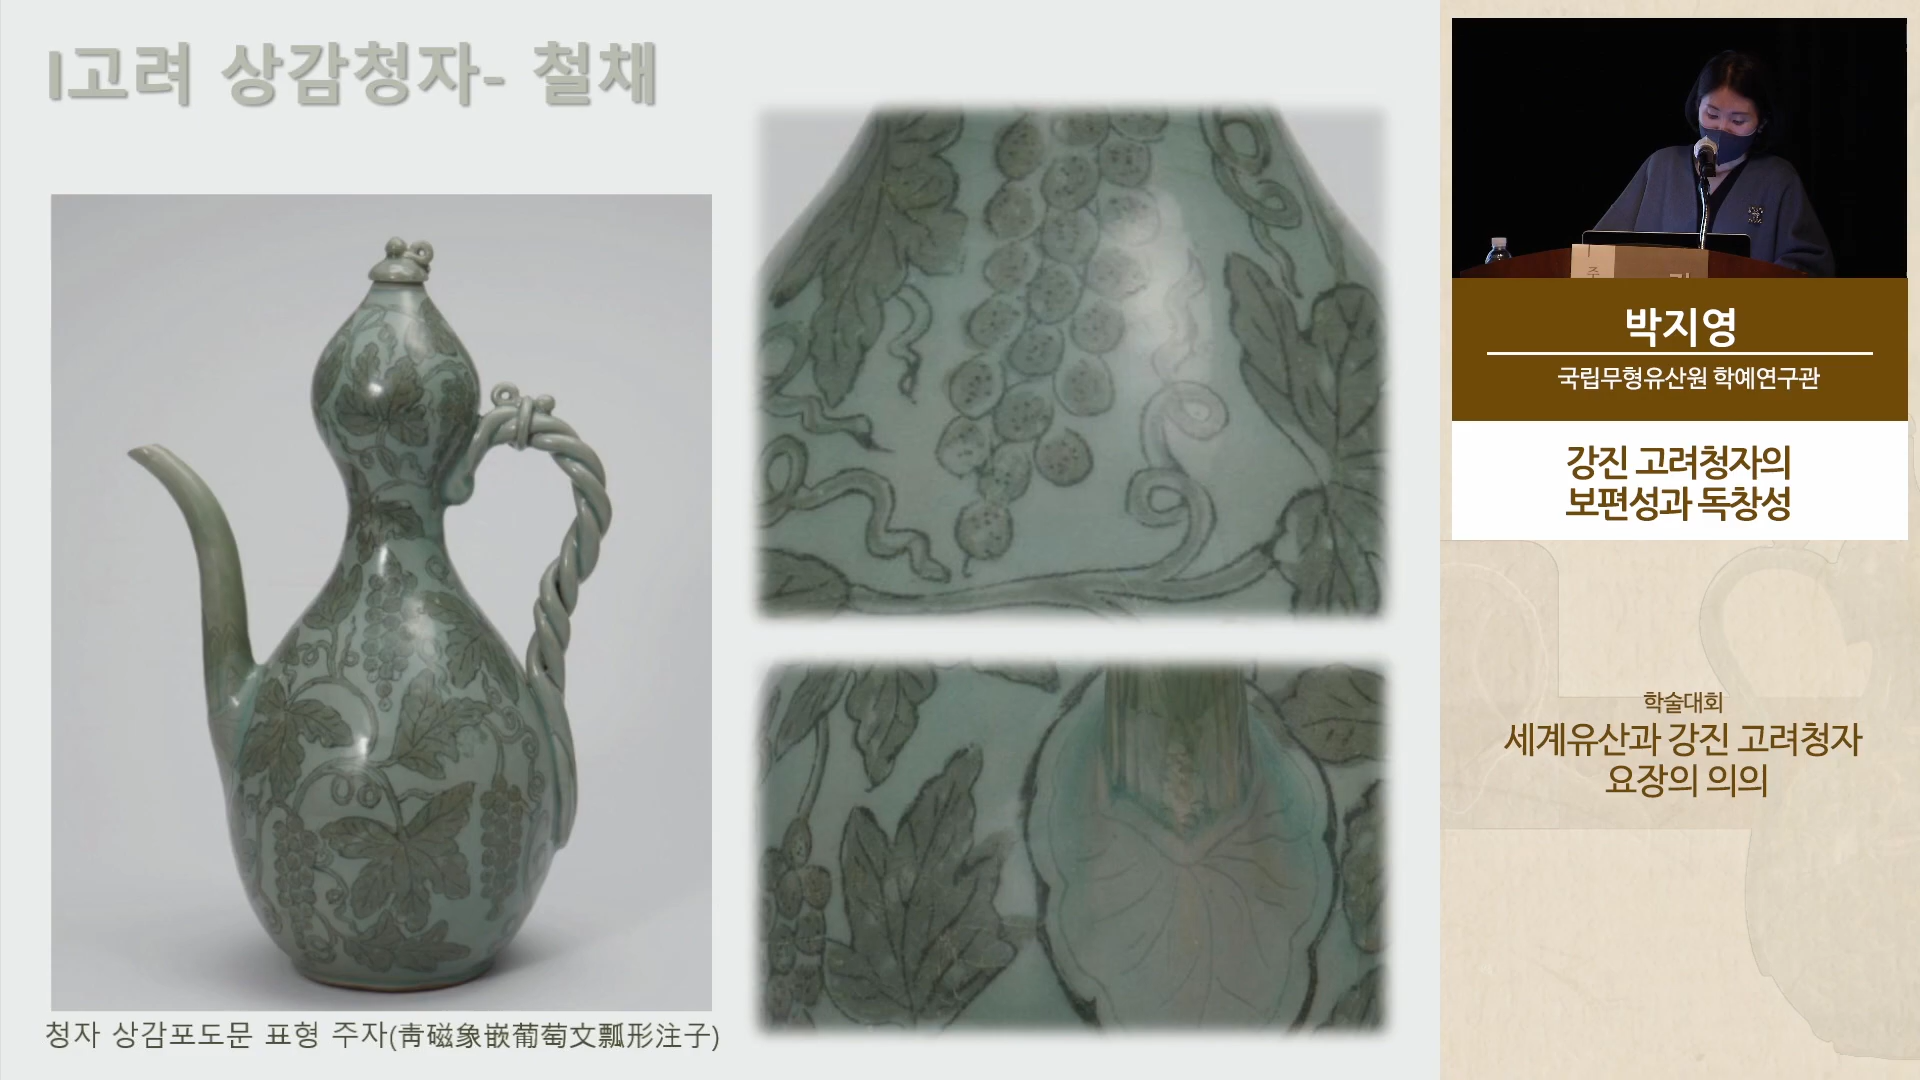 I고려 상감청자- 철채
청자 상감포도문 표형 주자(靑磁象嵌葡萄文瓢形注子)
주
박지영
국립무형유산원 학예연구관
강진 고려청자의
보편성과 독창성
학술대회
세계유산과 강진 고려청자
요장의 의의